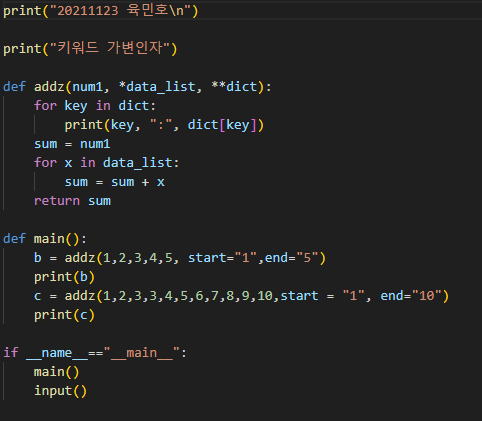 print("20211123 육민호\n")
print("키워드 가변인자")
def addz(num1, *data_list, **dict):
    for key in dict:
        print(key, ":", dict[key])
    sum = num1
    for x in data_list:
        sum = sum + x
    return sum
def main():
    b = addz(1,2,3,4,5, start="1",end="5")
    print(b)
    c = addz(1,2,3,3,4,5,6,7,8,9,10,start = "1", end="10")
    print(c)
if __name__=="__main__":
    main()
    input()